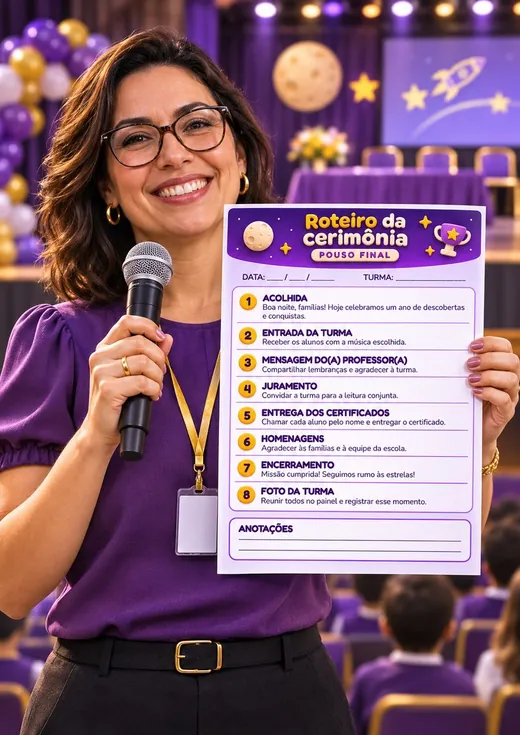 Roteiro da
cerimônia
POUSO FINAL
DATA: ___ / ___ / ____ TURMA: ____________
1 ACOLHIDA
Boa noite, famílias! Hoje celebramos um ano de descobertas
e conquistas.
2 ENTRADA DA TURMA
Receber os alunos com a música escolhida.
3 MENSAGEM DO(A) PROFESSOR(A)
Compartilhar lembranças e agradecer à turma.
4 JURAMENTO
Convidar a turma para a leitura conjunta.
5 ENTREGA DOS CERTIFICADOS
Chamar cada aluno pelo nome e entregar o certificado.
6 HOMENAGENS
Agradecer às famílias e à equipe da escola.
7 ENCERRAMENTO
Missão cumprida! Seguimos rumo às estrelas!
8 FOTO DA TURMA
Reunir todos no painel e registrar esse momento.
ANOTAÇÕES